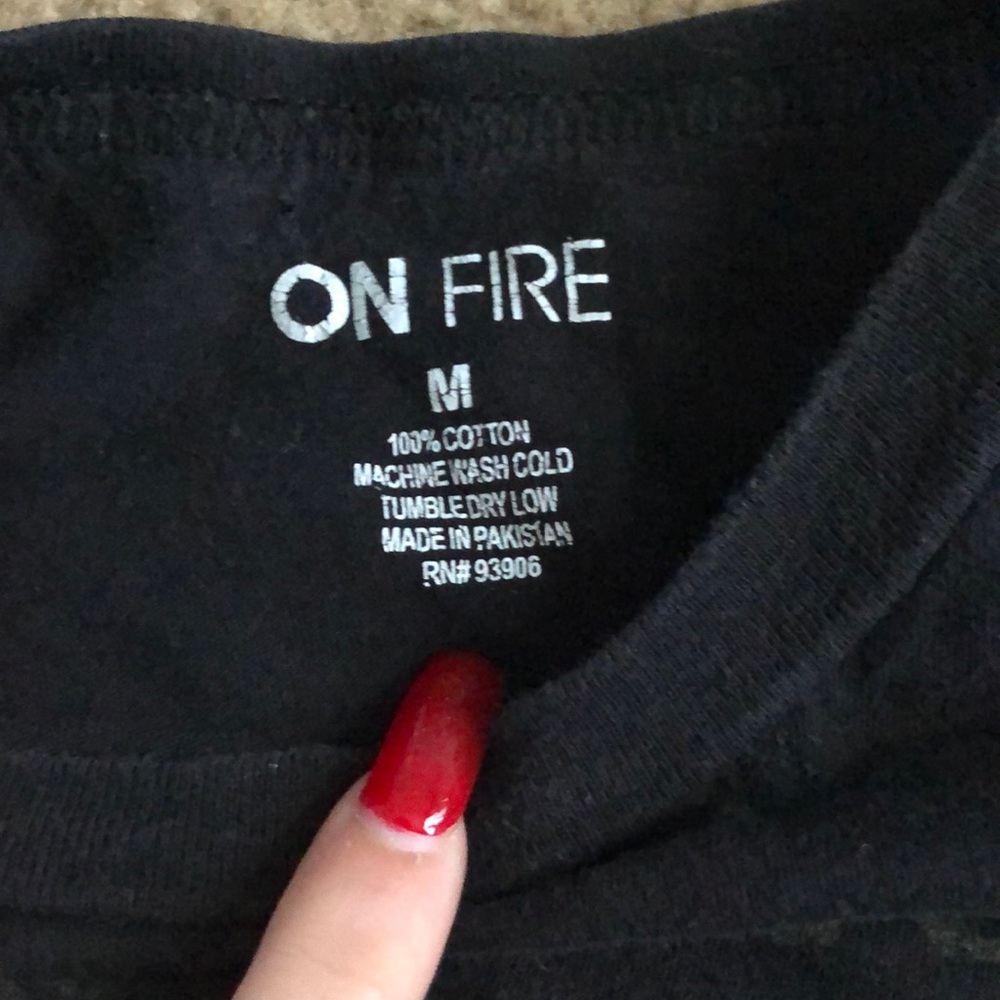 ON FIRE
M
100% COTTON
MACHINE WASH COLD
TUMBLE DRY LOW
MADE IN PAKISTAN
RN# 93906